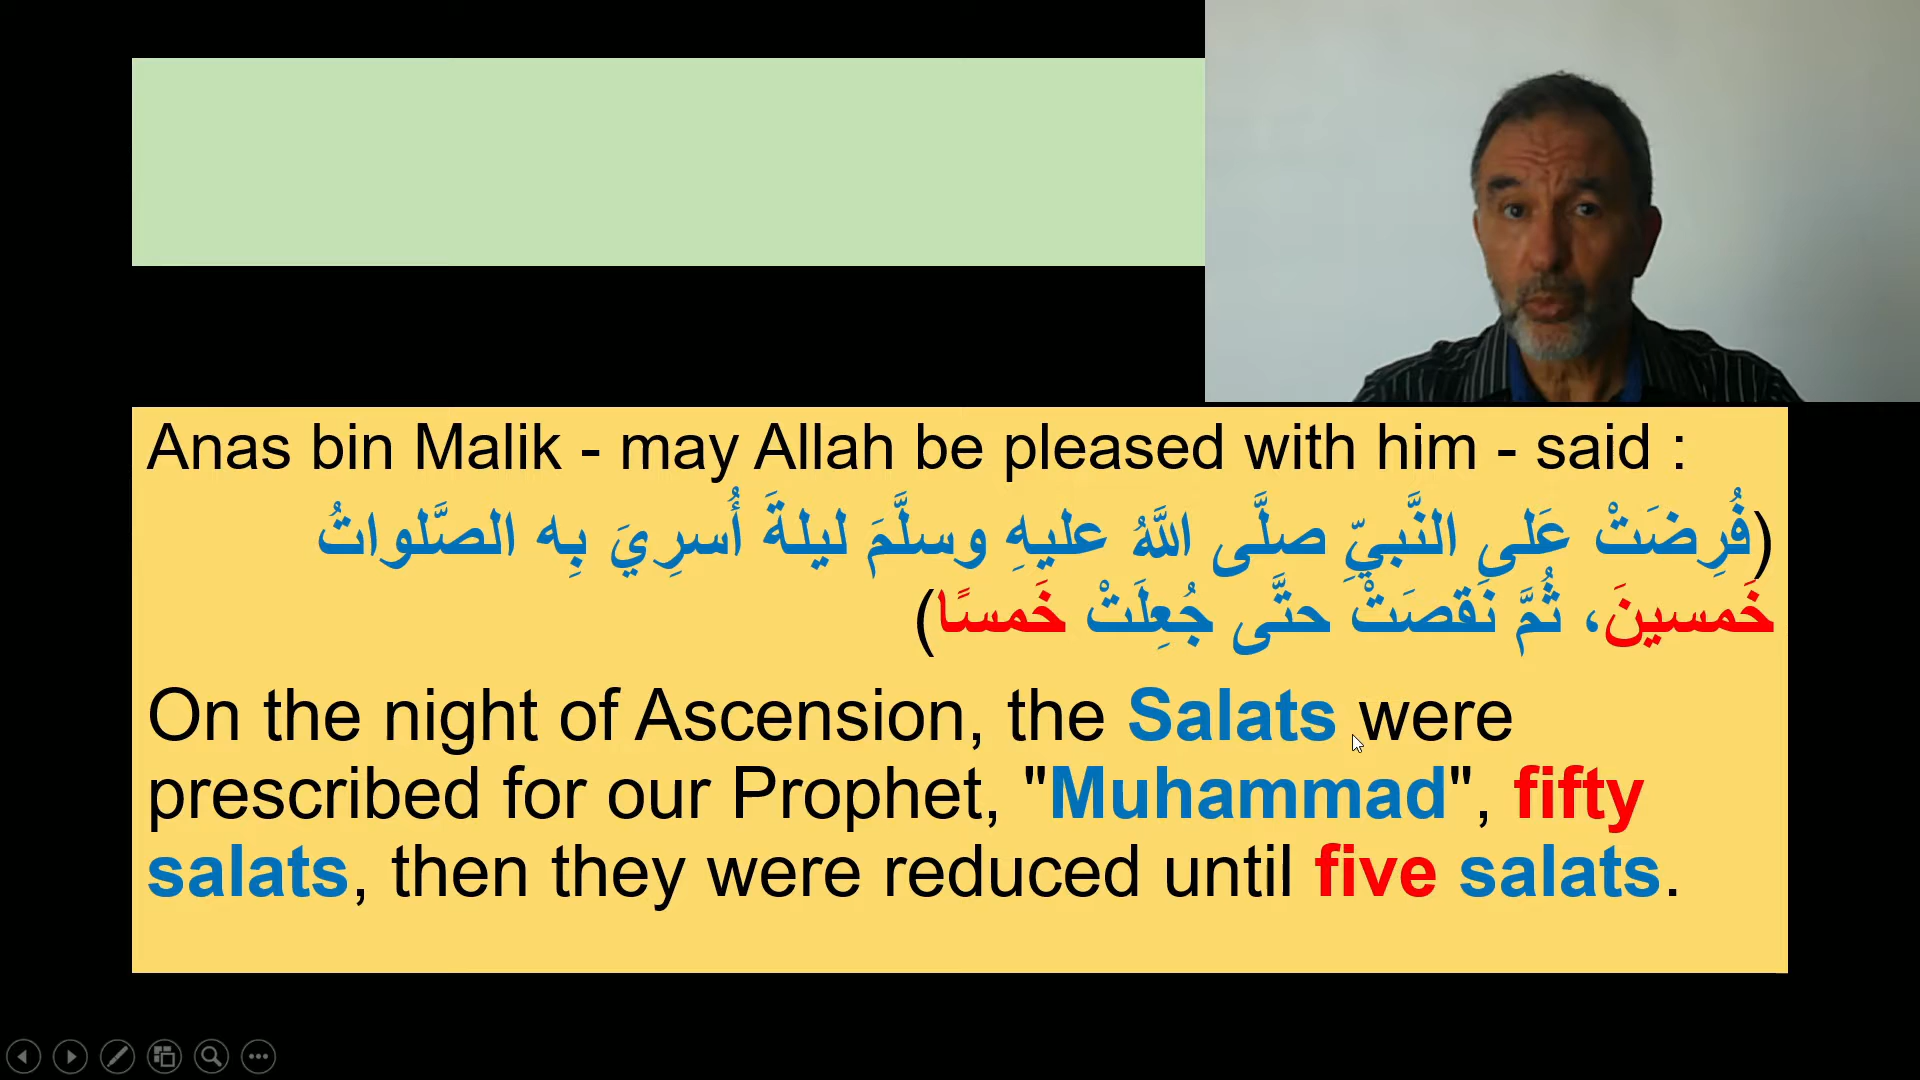 Anas bin Malik - may Allah be pleased with him - said :
(فُرِضَتْ عَلى النَّبيِّ صلَّى اللَّهُ عليهِ وسلَّمَ ليلةَ أُسرِيَ بِه الصَّلواتُ
خَمسينَ، ثُمَّ نَقصَتْ حتَّى جُعِلَتْ خَمسًا)
On the night of Ascension, the Salats were
prescribed for our Prophet, "Muhammad", fifty
salats, then they were reduced until five salats.